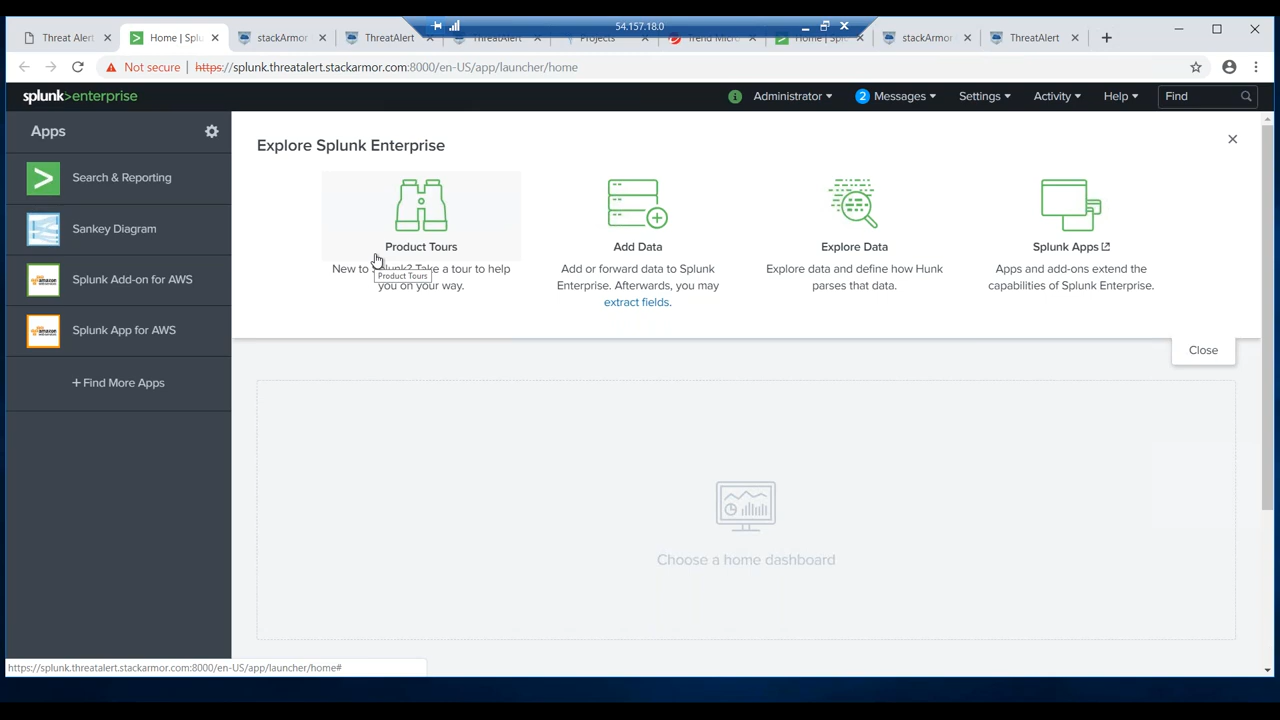 54.157.18.0
Threat Alert
Home | Splu
stackArmor
ThreatAlert
ThreatAlert
Projects
Trend Micro
Home | Splu
stackArmor
ThreatAlert
Not secure | https://splunk.threatalert.stackarmor.com:8000/en-US/app/launcher/home
splunk>enterprise
Administrator
2 Messages
Settings
Activity
Help
Find
Apps
Search & Reporting
Sankey Diagram
Splunk Add-on for AWS
Splunk App for AWS
+ Find More Apps
Explore Splunk Enterprise
Product Tours
New to Splunk? Take a tour to help
you on your way.
Product Tours
Add Data
Add or forward data to Splunk
Enterprise. Afterwards, you may
extract fields.
Explore Data
Explore data and define how Hunk
parses that data.
Splunk Apps
Apps and add-ons extend the
capabilities of Splunk Enterprise.
Close
Choose a home dashboard
https://splunk.threatalert.stackarmor.com:8000/en-US/app/launcher/home#